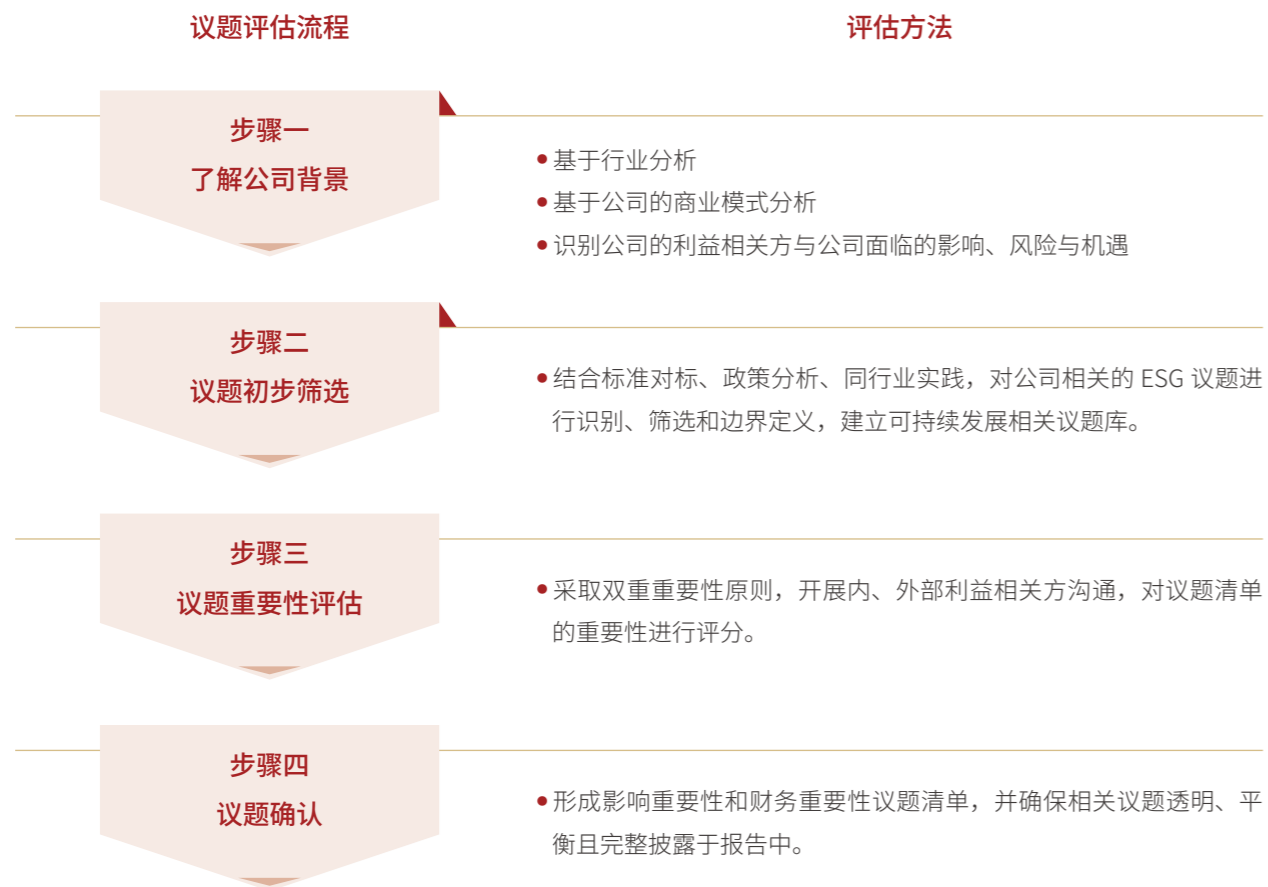 议题评估流程
评估方法
步骤一
了解公司背景
●基于行业分析
●基于公司的商业模式分析
●识别公司的利益相关方与公司面临的影响、风险与机遇
步骤二
议题初步筛选
●结合标准对标、政策分析、同行业实践，对公司相关的 ESG 议题进
行识别、筛选和边界定义，建立可持续发展相关议题库。
步骤三
议题重要性评估
●采取双重重要性原则，开展内、外部利益相关方沟通，对议题清单
的重要性进行评分。
步骤四
议题确认
●形成影响重要性和财务重要性议题清单，并确保相关议题透明、平
衡且完整披露于报告中。